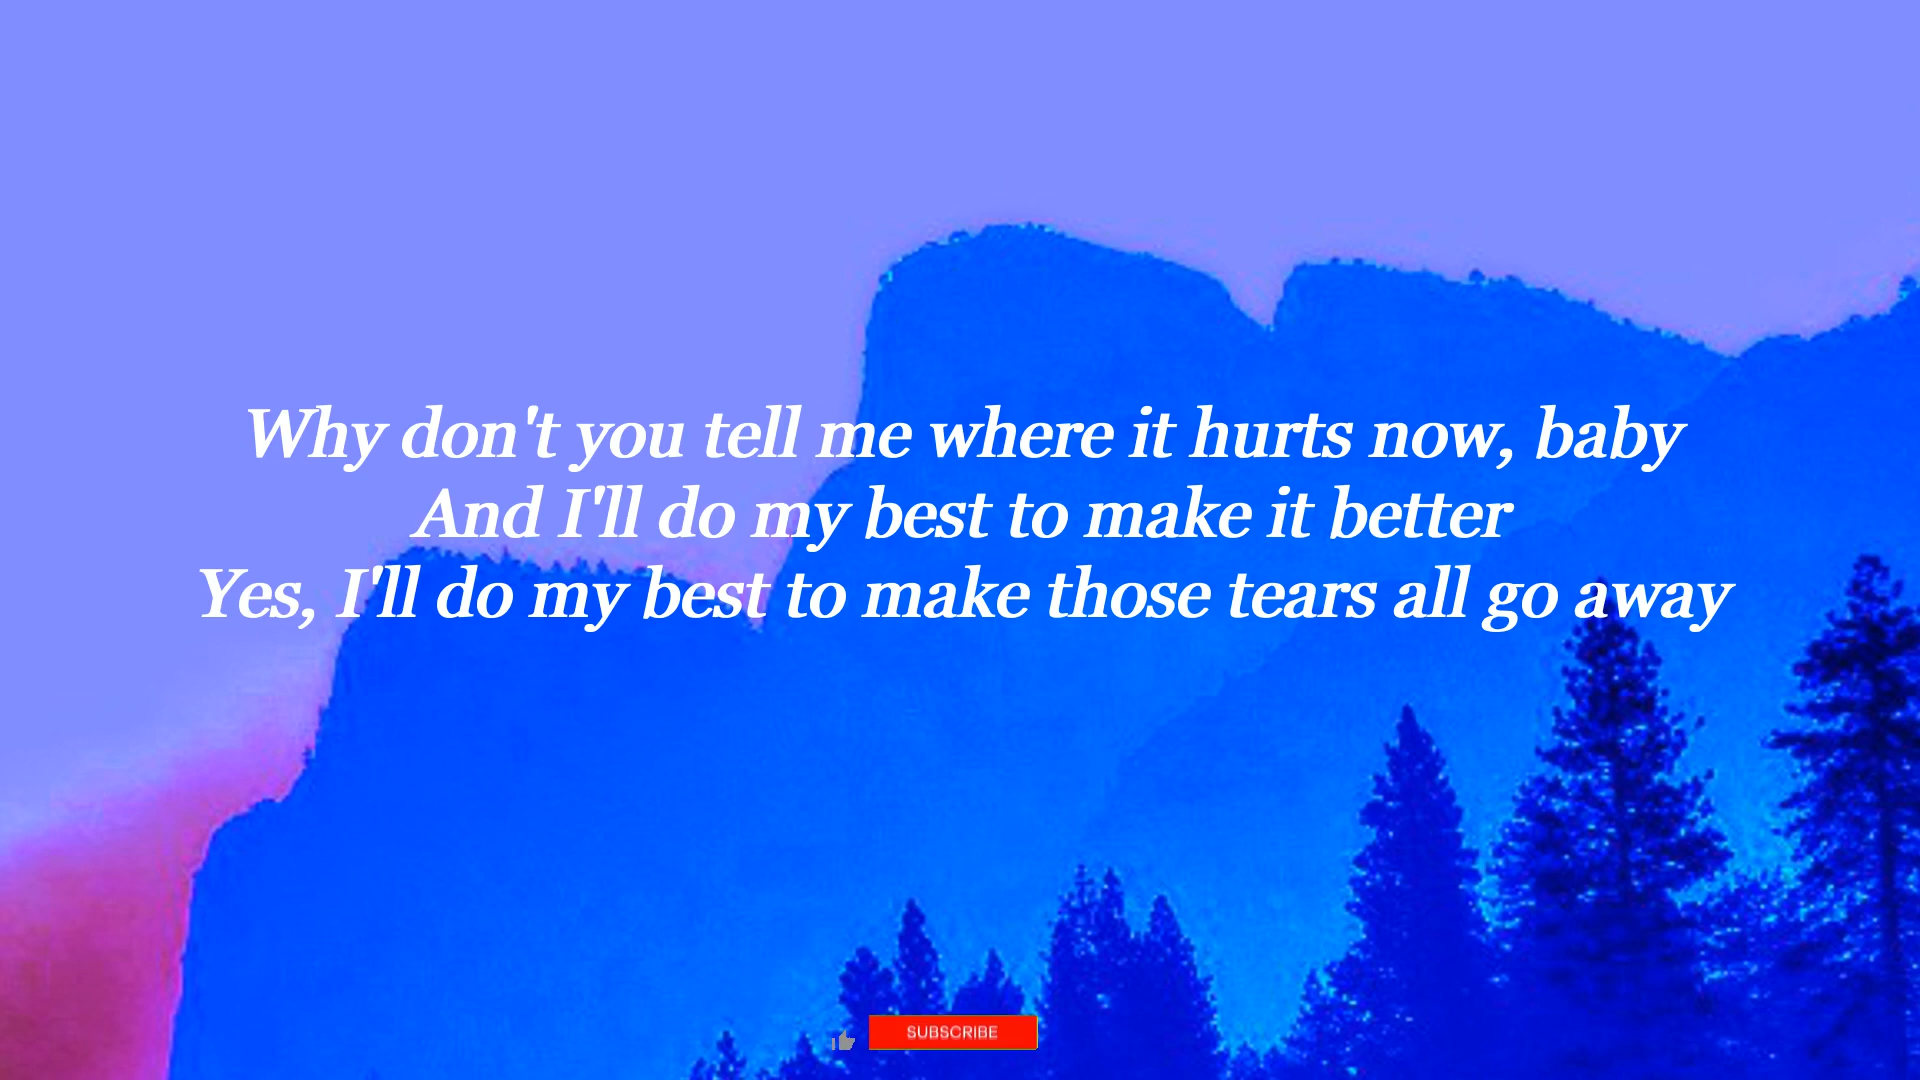 Why don't you tell me where it hurts now, baby
And I'll do my best to make it better
Yes, I'll do my best to make those tears all go away
SUBSCRIBE